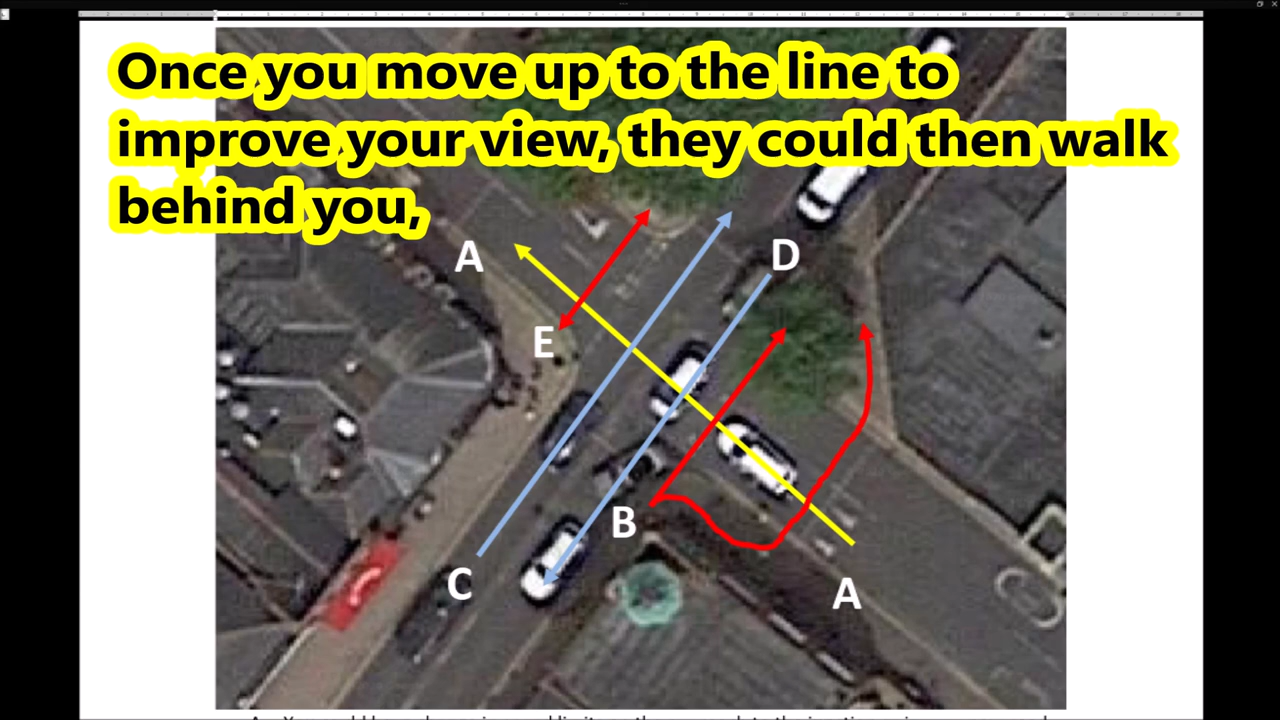 Once you move up to the line to
improve your view, they could then walk
behind you,
A
D
E
B
C
A